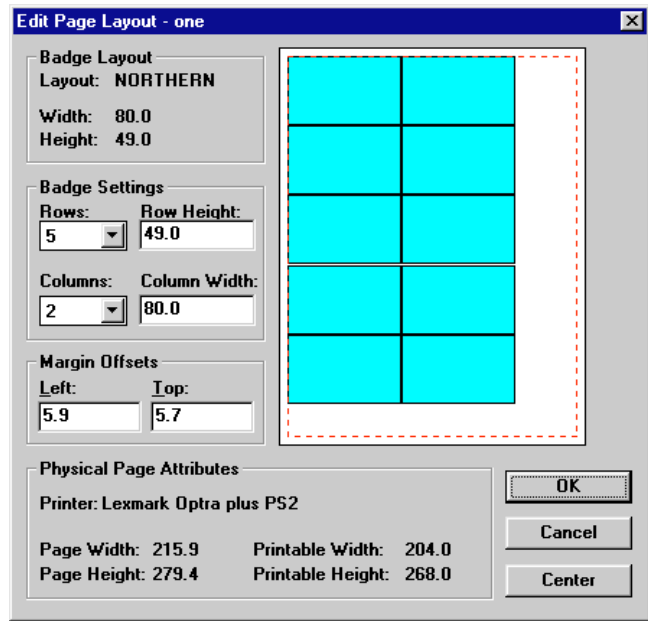 Edit Page Layout - one
Badge Layout
Layout: NORTHERN
Width: 80.0
Height: 49.0
Badge Settings
Rows: Row Height:
5 49.0
Columns: Column Width:
2 80.0
Margin Offsets
Left: Top:
5.9 5.7
Physical Page Attributes
Printer: Lexmark Optra plus PS2
Page Width: 215.9 Printable Width: 204.0
Page Height: 279.4 Printable Height: 268.0
OK
Cancel
Center